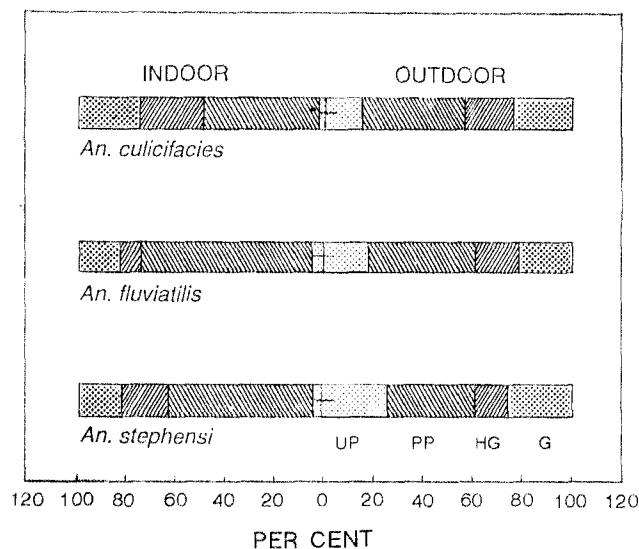 INDOOR OUTDOOR
An. culicifacies
An. fluviatilis
An. stephensi UP PP HG G
120 100 80 60 40 20 0 20 40 60 80 100 120
PER CENT